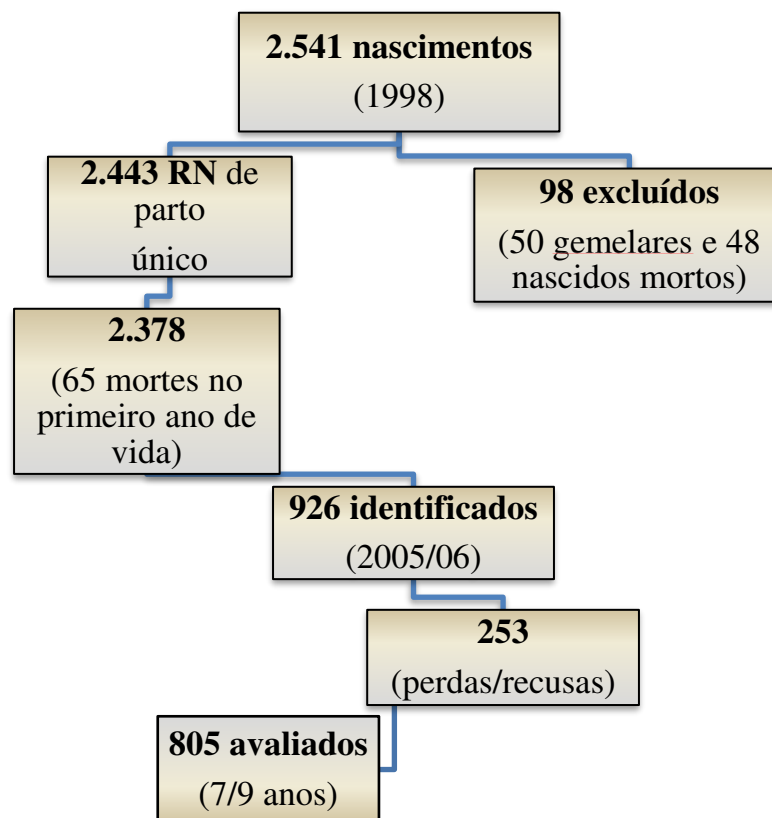 2.541 nascimentos
(1998)
2.443 RN de
parto
único
98 excluídos
(50 gemelares e 48
nascidos mortos)
2.378
(65 mortes no
primeiro ano de
vida)
926 identificados
(2005/06)
253
(perdas/recusas)
805 avaliados
(7/9 anos)